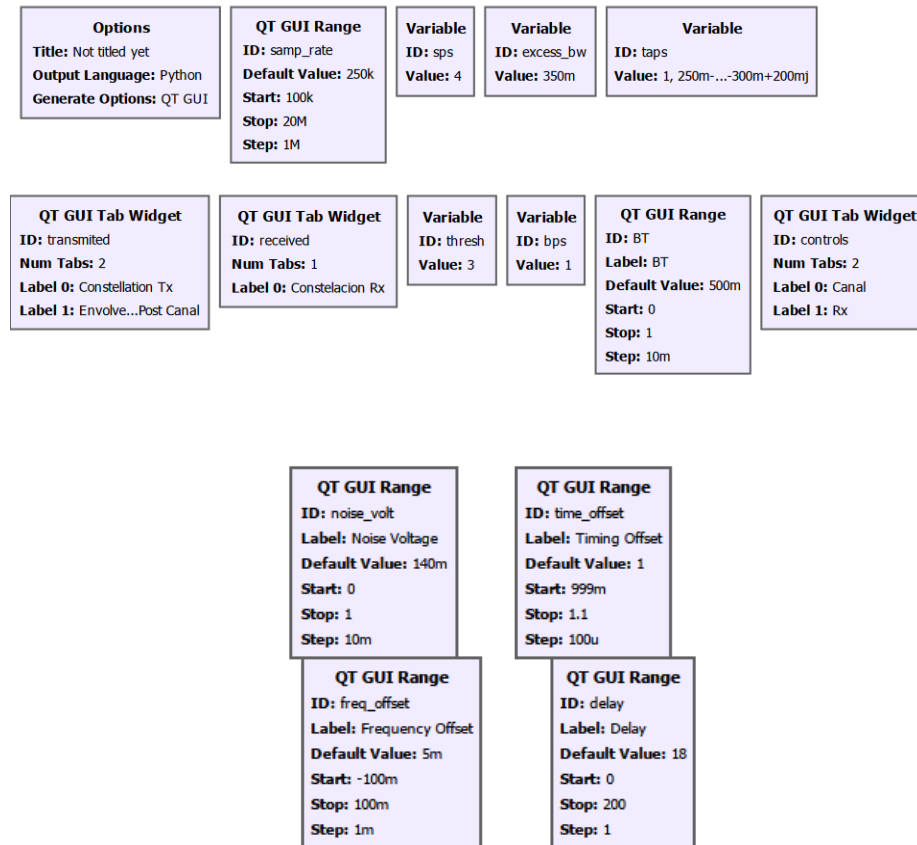 Options
Title: Not titled yet
Output Language: Python
Generate Options: QT GUI
QT GUI Range
ID: samp_rate
Default Value: 250k
Start: 100k
Stop: 20M
Step: 1M
Variable
ID: sps
Value: 4
Variable
ID: excess_bw
Value: 350m
Variable
ID: taps
Value: 1, 250m-...-300m+200mj
QT GUI Tab Widget
ID: transmited
Num Tabs: 2
Label 0: Constellation Tx
Label 1: Envolve...Post Canal
QT GUI Tab Widget
ID: received
Num Tabs: 1
Label 0: Constelacion Rx
Variable
ID: thresh
Value: 3
Variable
ID: bps
Value: 1
QT GUI Range
ID: BT
Label: BT
Default Value: 500m
Start: 0
Stop: 1
Step: 10m
QT GUI Tab Widget
ID: controls
Num Tabs: 2
Label 0: Canal
Label 1: Rx
QT GUI Range
ID: noise_volt
Label: Noise Voltage
Default Value: 140m
Start: 0
Stop: 1
Step: 10m
QT GUI Range
ID: time_offset
Label: Timing Offset
Default Value: 1
Start: 999m
Stop: 1.1
Step: 100u
QT GUI Range
ID: freq_offset
Label: Frequency Offset
Default Value: 5m
Start: -100m
Stop: 100m
Step: 1m
QT GUI Range
ID: delay
Label: Delay
Default Value: 18
Start: 0
Stop: 200
Step: 1